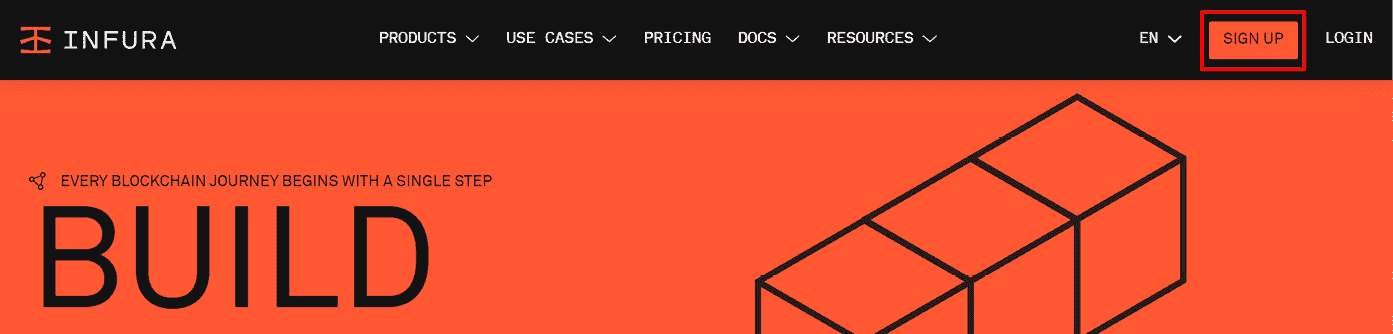 INFURA PRODUCTS USE CASES PRICING DOCS RESOURCES EN SIGN UP LOGIN
EVERY BLOCKCHAIN JOURNEY BEGINS WITH A SINGLE STEP
BUILD